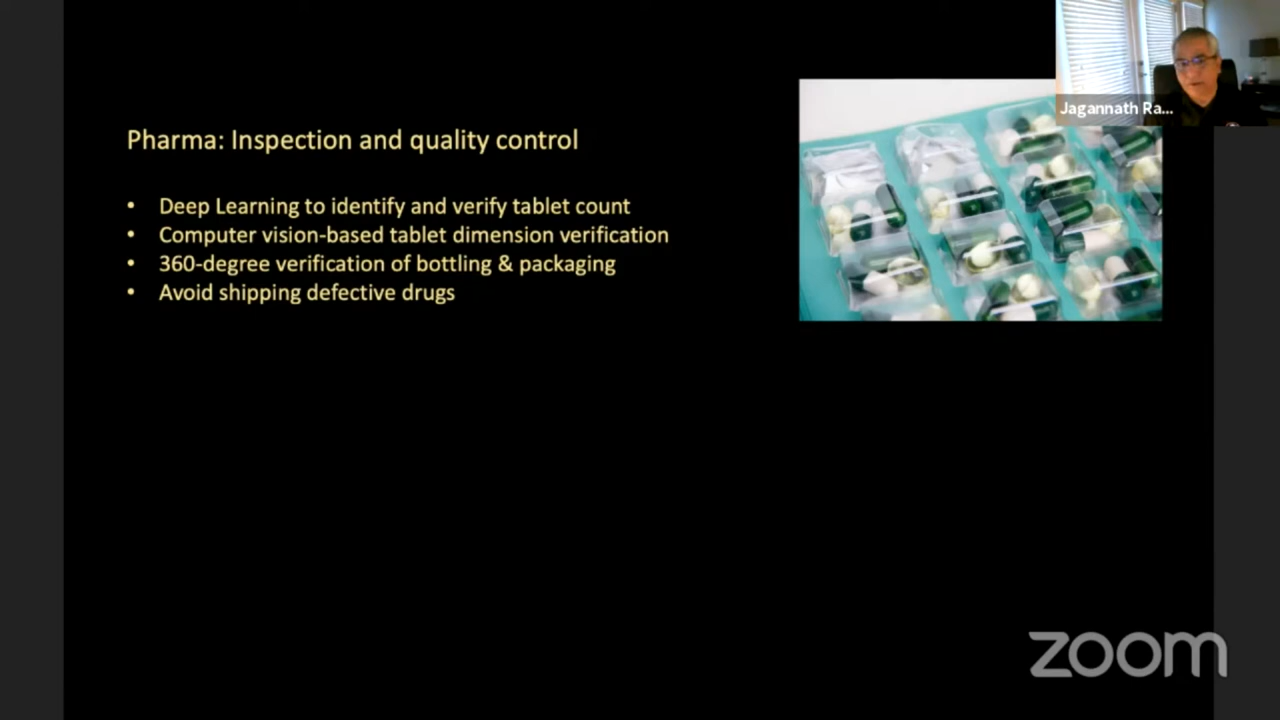 Jagannath Ra...
Pharma: Inspection and quality control
• Deep Learning to identify and verify tablet count
• Computer vision-based tablet dimension verification
• 360-degree verification of bottling & packaging
• Avoid shipping defective drugs
zoom